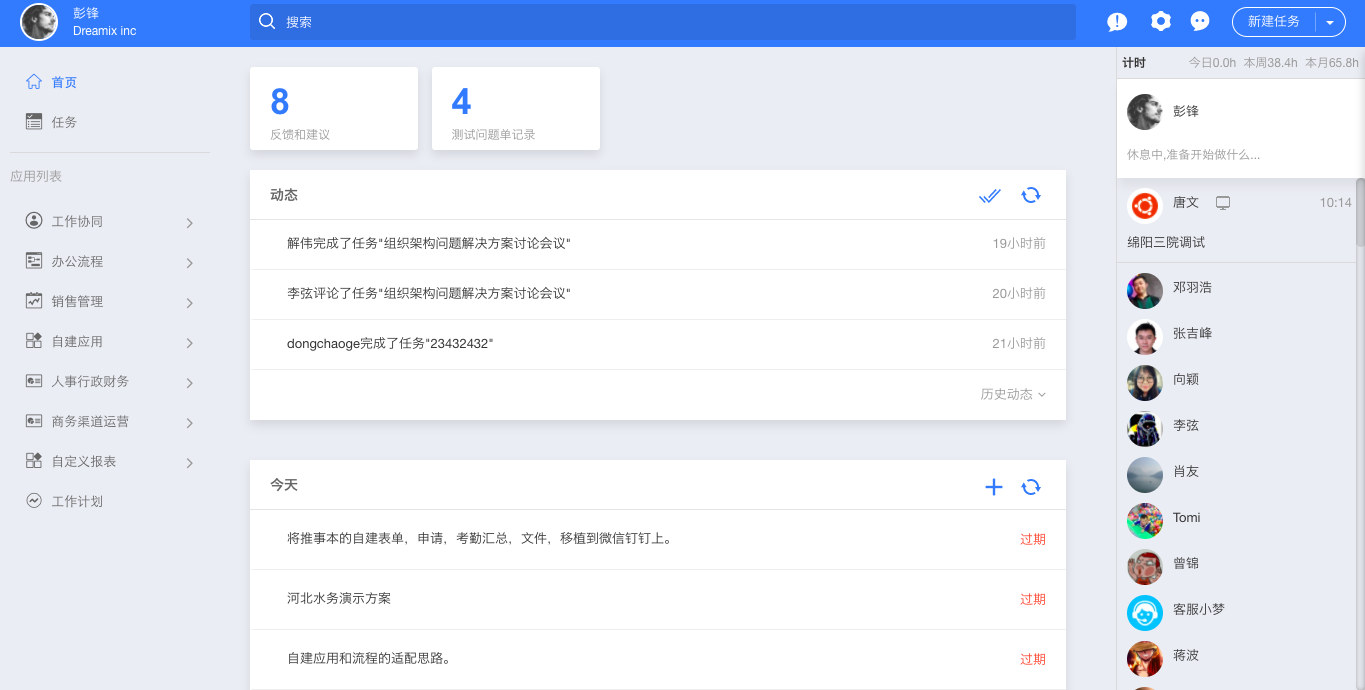 彭锋
Dreamix inc
搜索
新建任务
首页
任务
应用列表
工作协同
办公流程
销售管理
自建应用
人事行政财务
商务渠道运营
自定义报表
工作计划
8
反馈和建议
4
测试问题单记录
动态
解伟完成了任务"组织架构问题解决方案讨论会议"
19小时前
李弦评论了任务"组织架构问题解决方案讨论会议"
20小时前
dongchaoge完成了任务"23432432"
21小时前
历史动态
今天
将推事本的自建表单，申请，考勤汇总，文件，移植到微信钉钉上。
过期
河北水务演示方案
过期
自建应用和流程的适配思路。
过期
计时 今日0.0h 本周38.4h 本月65.8h
彭锋
休息中,准备开始做什么...
唐文
10:14
绵阳三院调试
邓羽浩
张吉峰
向颖
李弦
肖友
Tomi
曾锦
客服小梦
蒋波